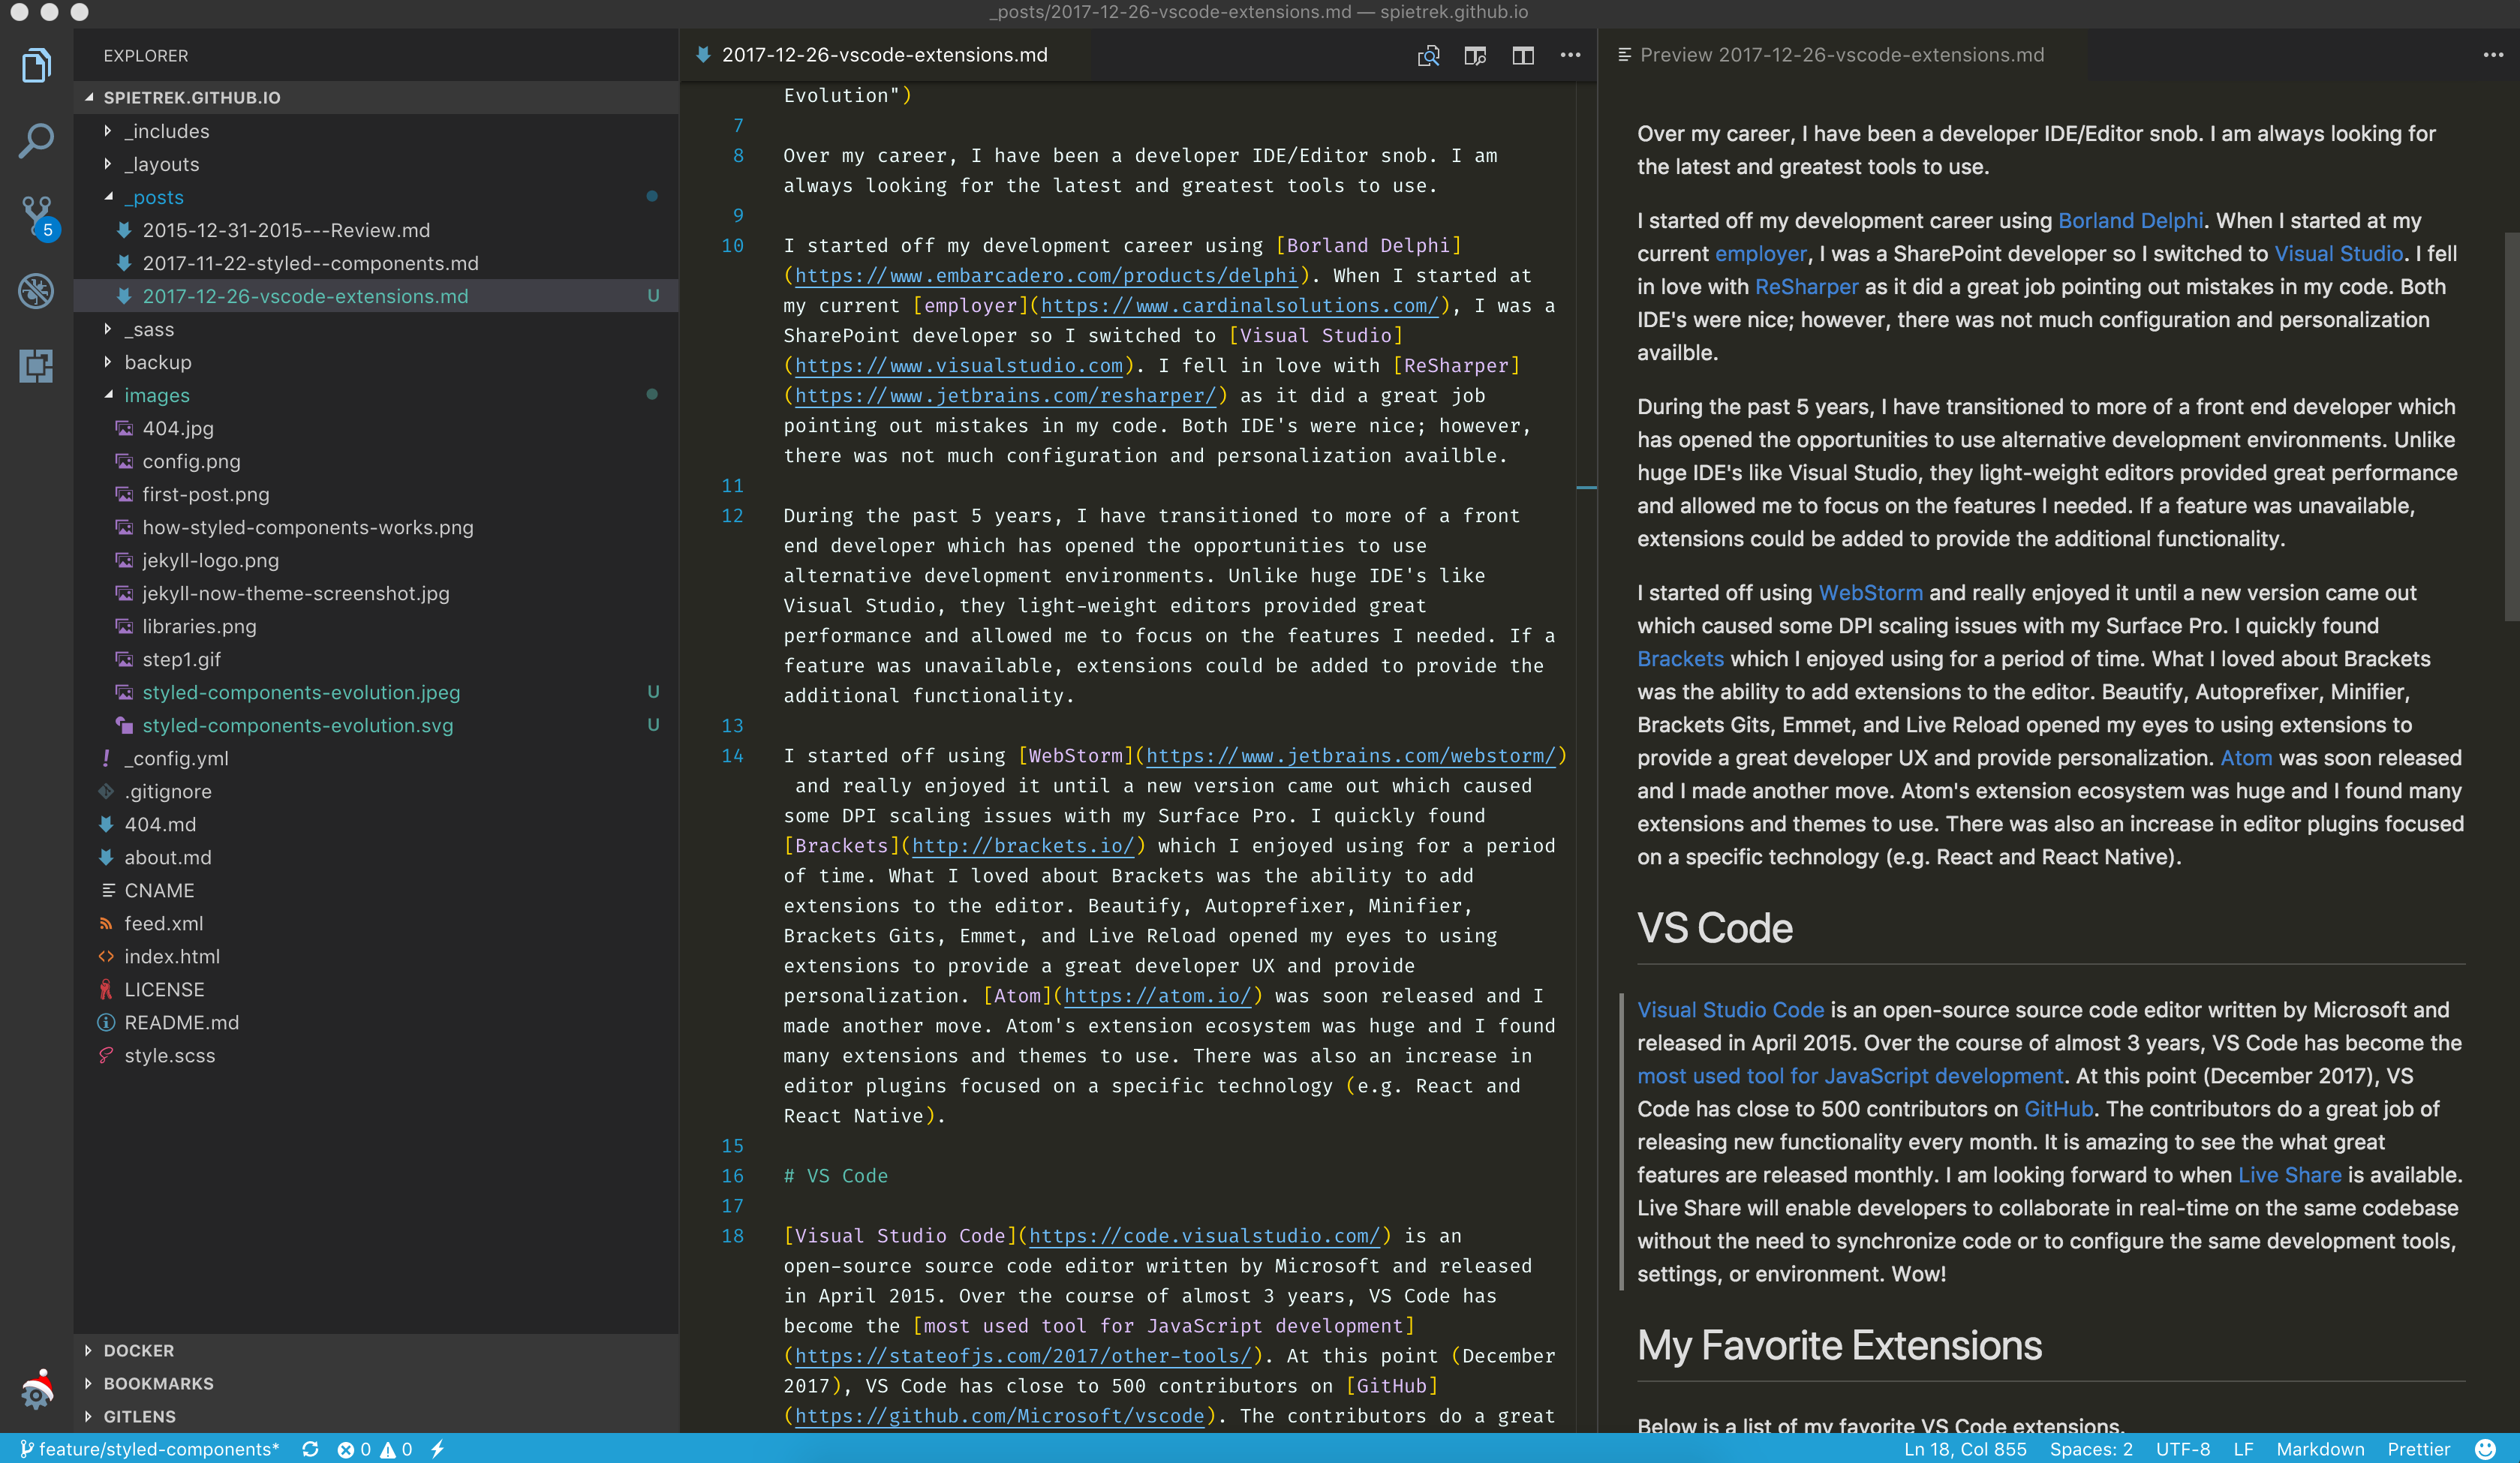 _posts/2017-12-26-vscode-extensions.md — spietrek.github.io
EXPLORER
SPIETREK.GITHUB.IO
_includes
_layouts
_posts
2015-12-31-2015---Review.md
2017-11-22-styled--components.md
2017-12-26-vscode-extensions.md U
_sass
backup
images
404.jpg
config.png
first-post.png
how-styled-components-works.png
jekyll-logo.png
jekyll-now-theme-screenshot.jpg
libraries.png
step1.gif
styled-components-evolution.jpeg U
styled-components-evolution.svg U
_config.yml
.gitignore
404.md
about.md
CNAME
feed.xml
index.html
LICENSE
README.md
style.scss
DOCKER
BOOKMARKS
GITLENS
5
2017-12-26-vscode-extensions.md
Evolution")
7
8 Over my career, I have been a developer IDE/Editor snob. I am
always looking for the latest and greatest tools to use.
9
10 I started off my development career using [Borland Delphi]
(https://www.embarcadero.com/products/delphi). When I started at
my current [employer](https://www.cardinalsolutions.com/), I was a
SharePoint developer so I switched to [Visual Studio]
(https://www.visualstudio.com). I fell in love with [ReSharper]
(https://www.jetbrains.com/resharper/) as it did a great job
pointing out mistakes in my code. Both IDE's were nice; however,
there was not much configuration and personalization availble.
11
12 During the past 5 years, I have transitioned to more of a front
end developer which has opened the opportunities to use
alternative development environments. Unlike huge IDE's like
Visual Studio, they light-weight editors provided great
performance and allowed me to focus on the features I needed. If a
feature was unavailable, extensions could be added to provide the
additional functionality.
13
14 I started off using [WebStorm](https://www.jetbrains.com/webstorm/)
and really enjoyed it until a new version came out which caused
some DPI scaling issues with my Surface Pro. I quickly found
[Brackets](http://brackets.io/) which I enjoyed using for a period
of time. What I loved about Brackets was the ability to add
extensions to the editor. Beautify, Autoprefixer, Minifier,
Brackets Gits, Emmet, and Live Reload opened my eyes to using
extensions to provide a great developer UX and provide
personalization. [Atom](https://atom.io/) was soon released and I
made another move. Atom's extension ecosystem was huge and I found
many extensions and themes to use. There was also an increase in
editor plugins focused on a specific technology (e.g. React and
React Native).
15
16 # VS Code
17
18 [Visual Studio Code](https://code.visualstudio.com/) is an
open-source source code editor written by Microsoft and released
in April 2015. Over the course of almost 3 years, VS Code has
become the [most used tool for JavaScript development]
(https://stateofjs.com/2017/other-tools/). At this point (December
2017), VS Code has close to 500 contributors on [GitHub]
(https://github.com/Microsoft/vscode). The contributors do a great
Preview 2017-12-26-vscode-extensions.md
Over my career, I have been a developer IDE/Editor snob. I am always looking for
the latest and greatest tools to use.
I started off my development career using Borland Delphi. When I started at my
current employer, I was a SharePoint developer so I switched to Visual Studio. I fell
in love with ReSharper as it did a great job pointing out mistakes in my code. Both
IDE's were nice; however, there was not much configuration and personalization
availble.
During the past 5 years, I have transitioned to more of a front end developer which
has opened the opportunities to use alternative development environments. Unlike
huge IDE's like Visual Studio, they light-weight editors provided great performance
and allowed me to focus on the features I needed. If a feature was unavailable,
extensions could be added to provide the additional functionality.
I started off using WebStorm and really enjoyed it until a new version came out
which caused some DPI scaling issues with my Surface Pro. I quickly found
Brackets which I enjoyed using for a period of time. What I loved about Brackets
was the ability to add extensions to the editor. Beautify, Autoprefixer, Minifier,
Brackets Gits, Emmet, and Live Reload opened my eyes to using extensions to
provide a great developer UX and provide personalization. Atom was soon released
and I made another move. Atom's extension ecosystem was huge and I found many
extensions and themes to use. There was also an increase in editor plugins focused
on a specific technology (e.g. React and React Native).
VS Code
Visual Studio Code is an open-source source code editor written by Microsoft and
released in April 2015. Over the course of almost 3 years, VS Code has become the
most used tool for JavaScript development. At this point (December 2017), VS
Code has close to 500 contributors on GitHub. The contributors do a great job of
releasing new functionality every month. It is amazing to see the what great
features are released monthly. I am looking forward to when Live Share is available.
Live Share will enable developers to collaborate in real-time on the same codebase
without the need to synchronize code or to configure the same development tools,
settings, or environment. Wow!
My Favorite Extensions
Below is a list of my favorite VS Code extensions.
feature/styled-components* 0 0 Ln 18, Col 855 Spaces: 2 UTF-8 LF Markdown Prettier